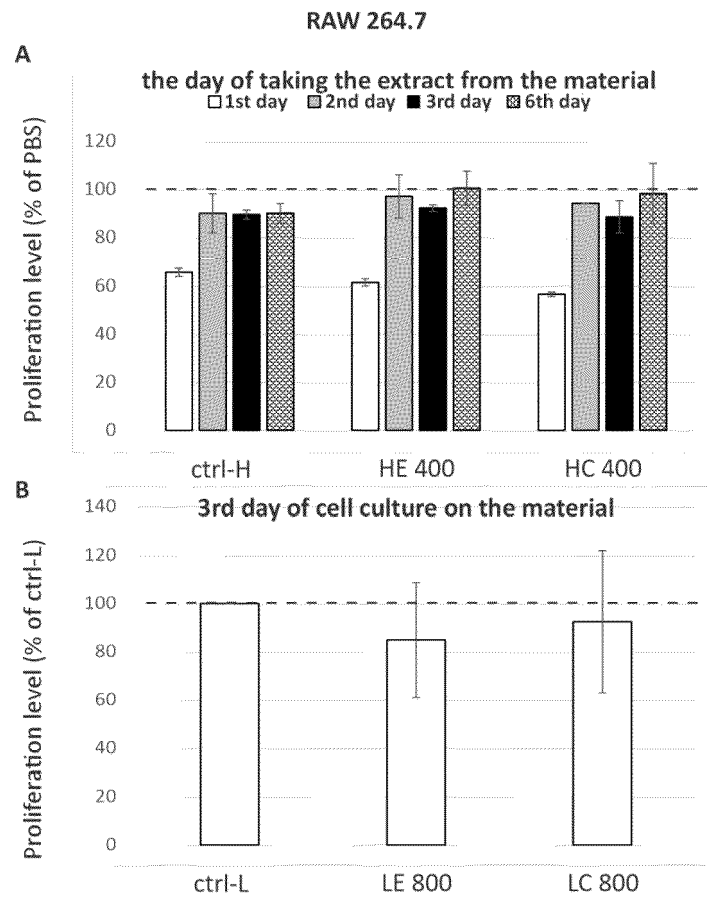 RAW 264.7
A
the day of taking the extract from the material
1st day 2nd day 3rd day 6th day
Proliferation level (% of PBS)
120
100
80
60
40
20
0
ctrl-H HE 400 HC 400
B
3rd day of cell culture on the material
Proliferation level (% of ctrl-L)
140
120
100
80
60
40
20
0
ctrl-L LE 800 LC 800